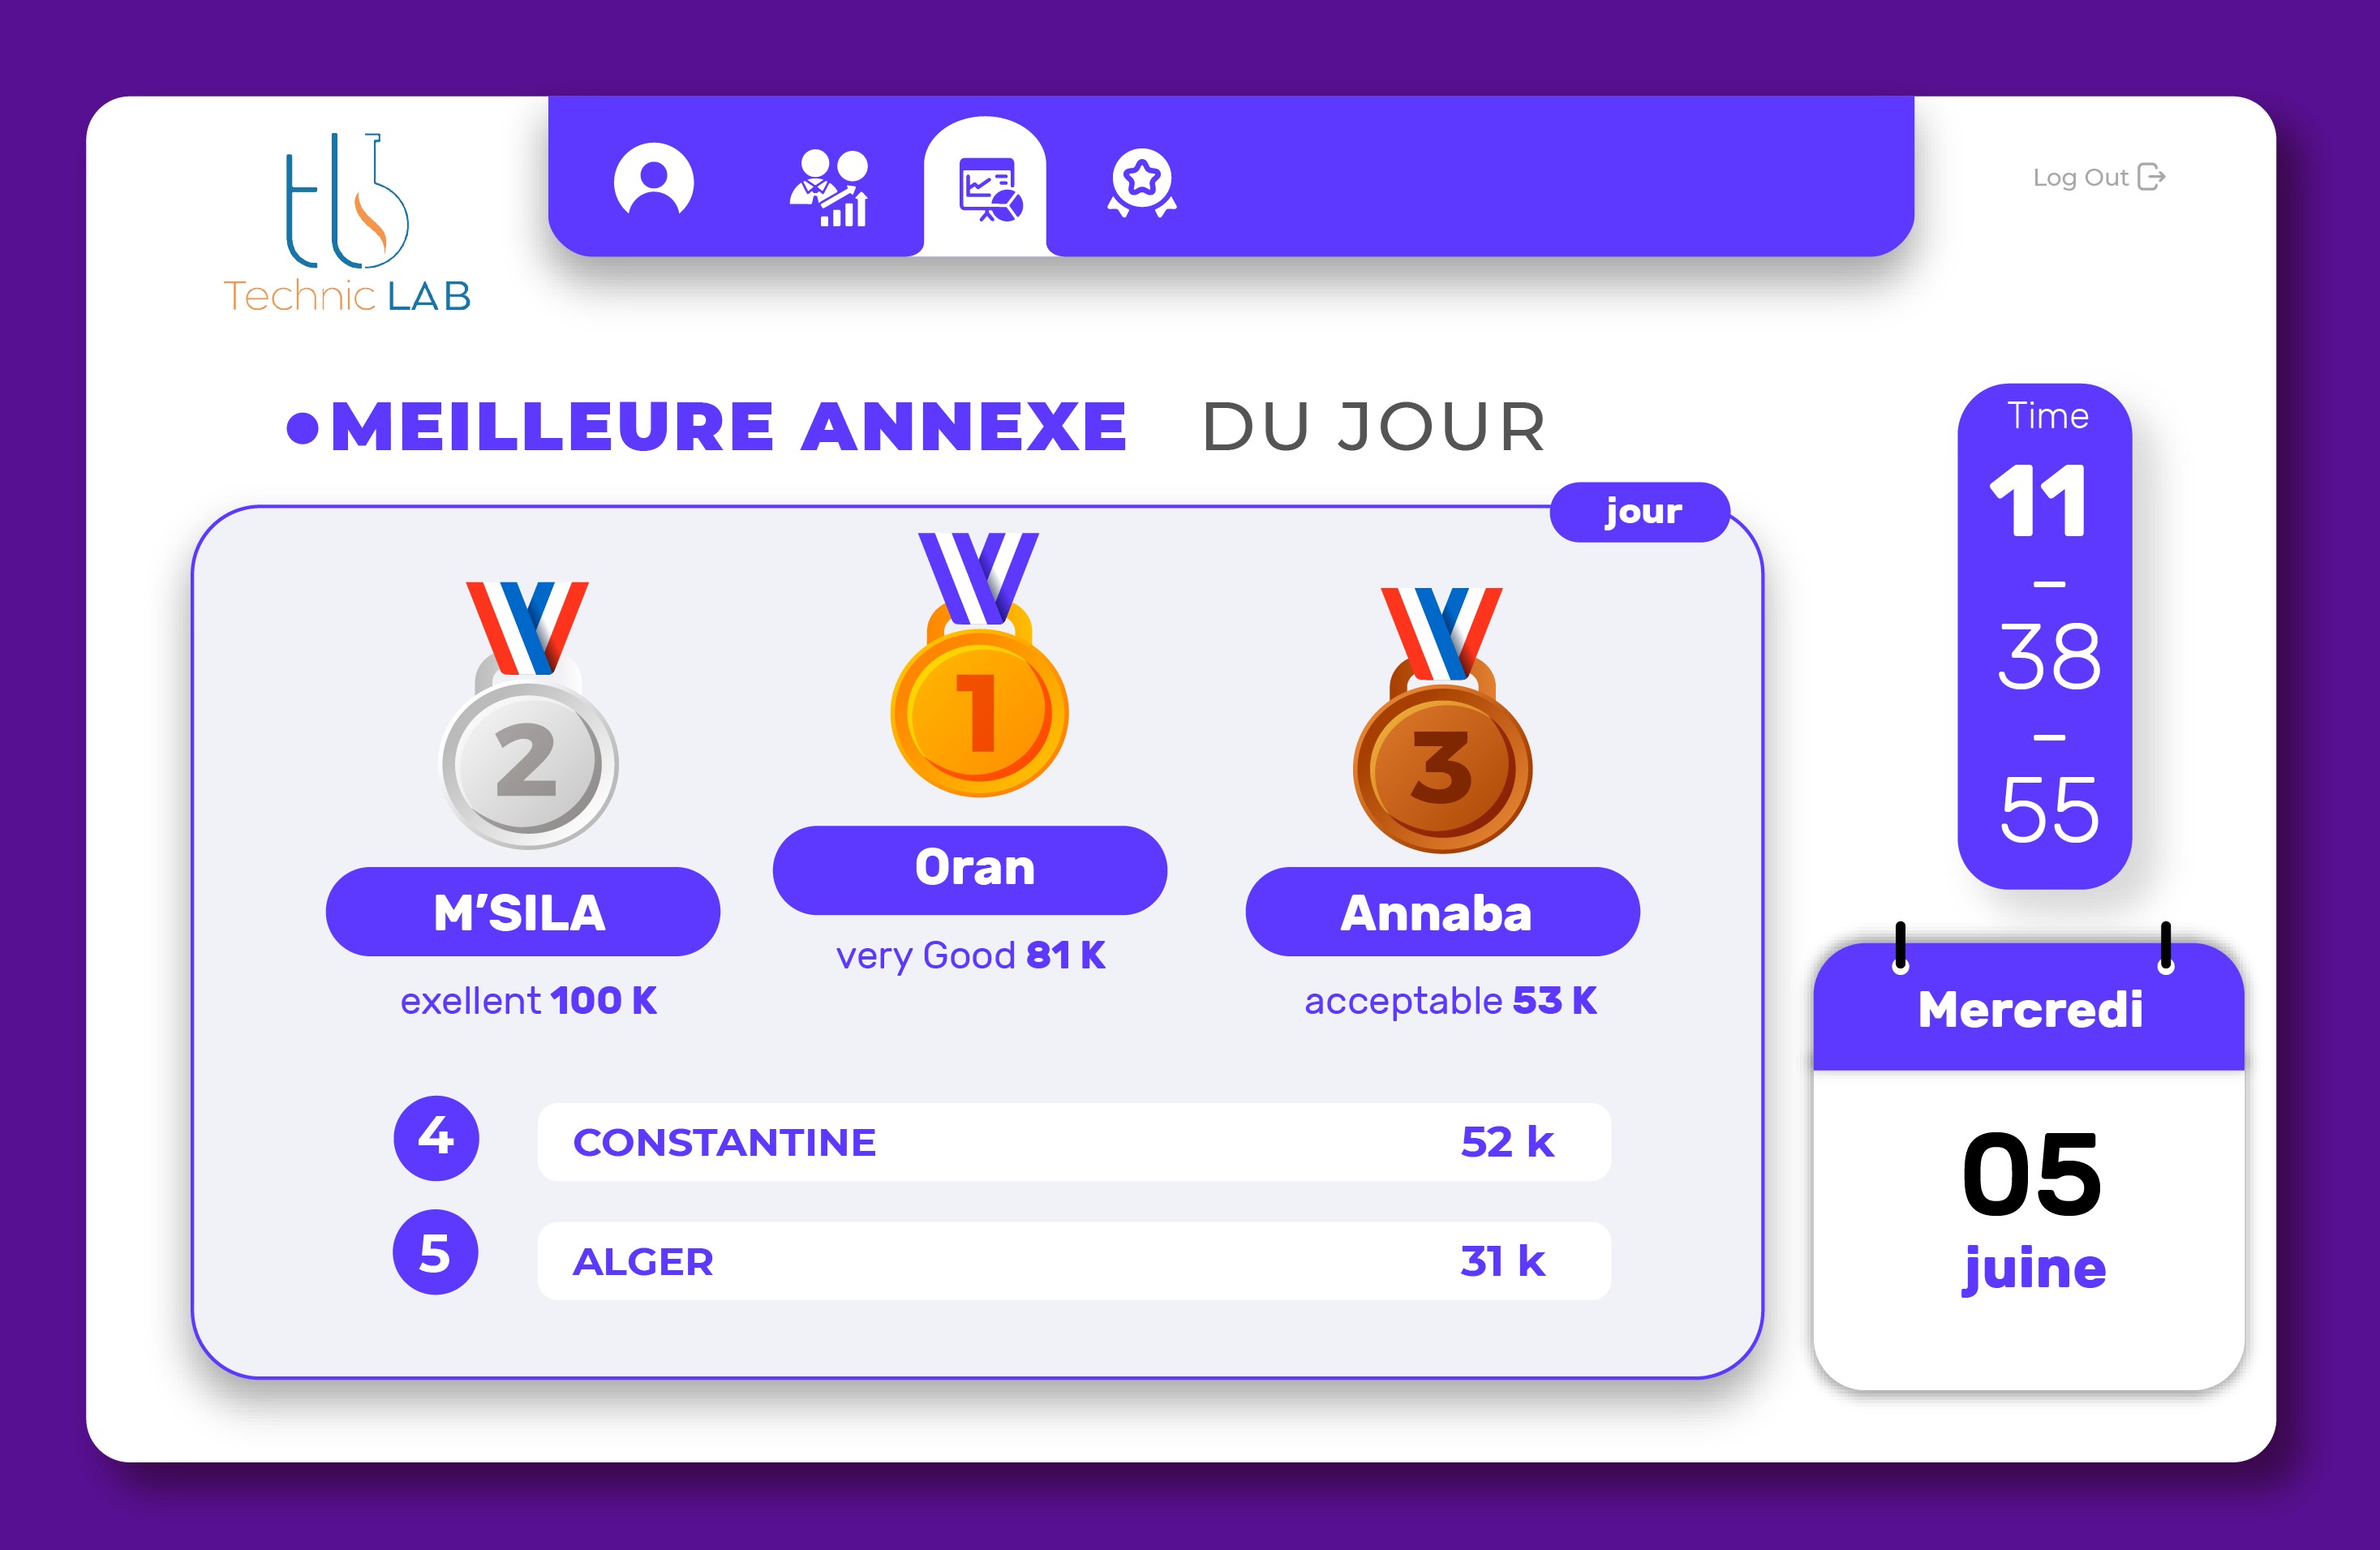 Technic LAB
Log Out
MEILLEURE ANNEXE DU JOUR
jour
2
1
3
M'SILA
Oran
Annaba
exellent 100 K
very Good 81 K
acceptable 53 K
4 CONSTANTINE 52 k
5 ALGER 31 k
Time
11
–
38
–
55
Mercredi
05
juine